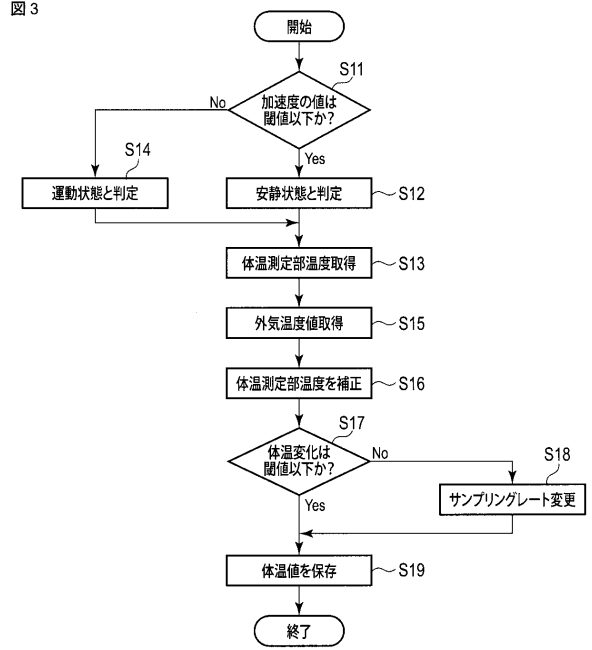 図3
開始
S11
加速度の値は
閾値以下か?
No
Yes
S14
運動状態と判定
安静状態と判定
S12
体温測定部温度取得
S13
外気温度値取得
S15
体温測定部温度を補正
S16
S17
体温変化は
閾値以下か?
No
Yes
S18
サンプリングレート変更
体温値を保存
S19
終了